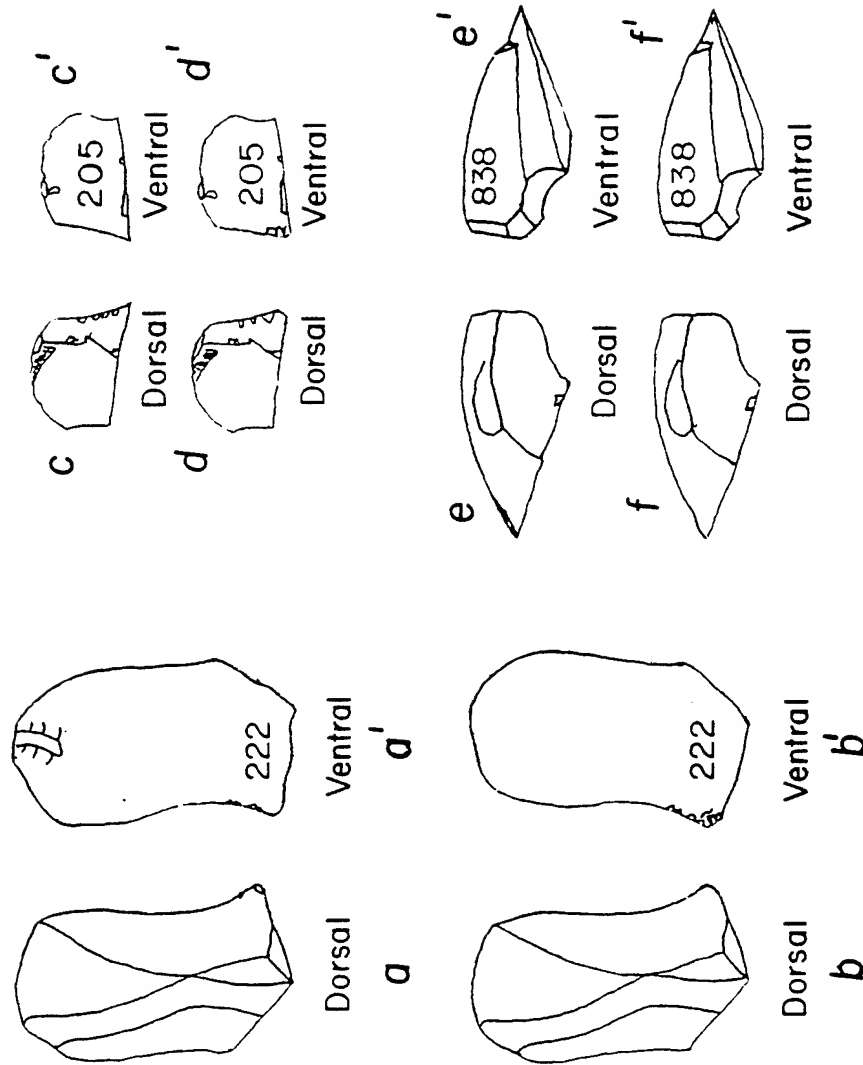 222
Dorsal Ventral
a a'
222
Dorsal Ventral
b b'
c c'
205
Dorsal Ventral
d d'
205
Dorsal Ventral
e e'
838
Dorsal Ventral
f f'
838
Dorsal Ventral